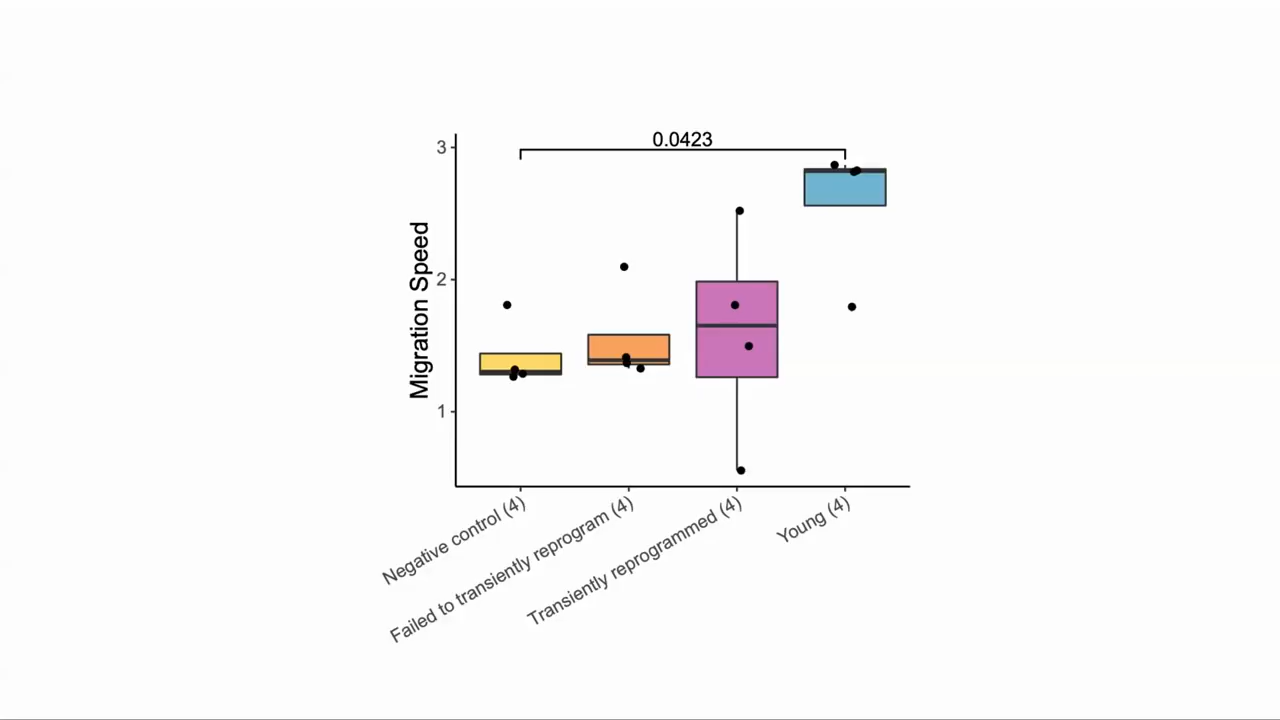 0.0423
3
2
1
Migration Speed
Negative control (4)
Failed to transiently reprogram (4)
Transiently reprogrammed (4)
Young (4)